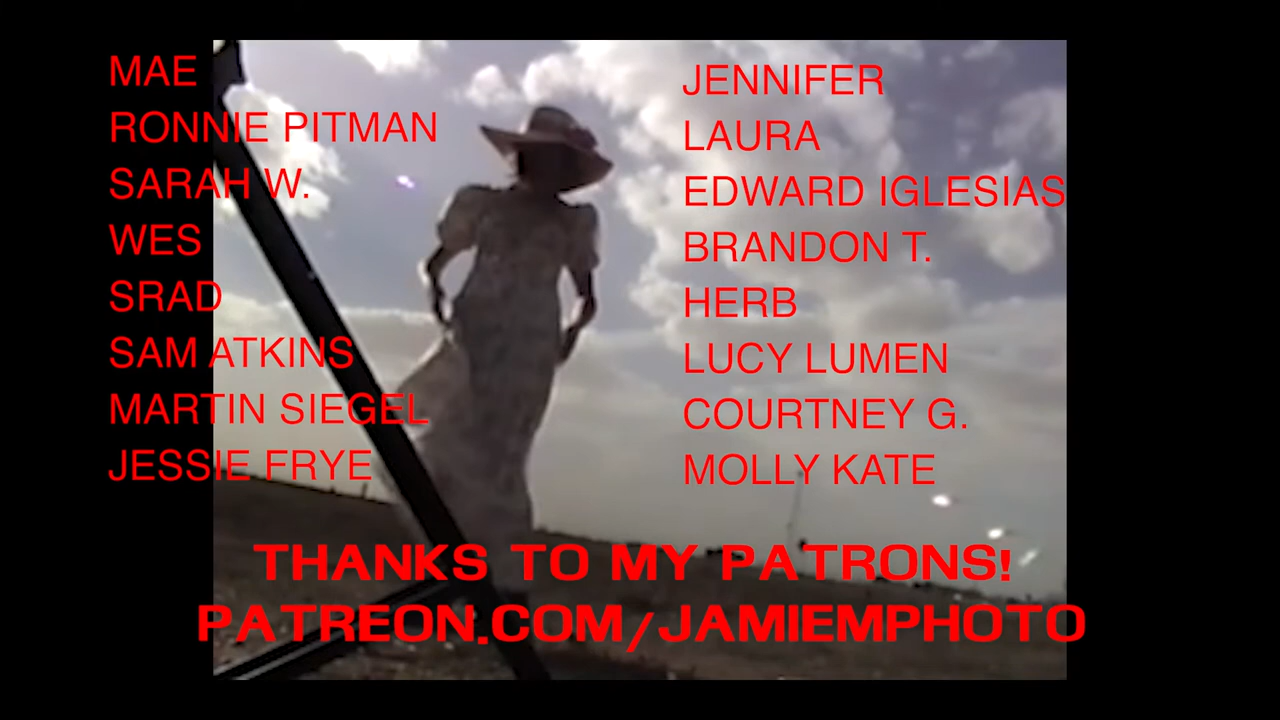 MAE
RONNIE PITMAN
SARAH W.
WES
SRAD
SAM ATKINS
MARTIN SIEGEL
JESSIE FRYE
JENNIFER
LAURA
EDWARD IGLESIAS
BRANDON T.
HERB
LUCY LUMEN
COURTNEY G.
MOLLY KATE
THANKS TO MY PATRONS!
PATREON.COM/JAMIEMPHOTO